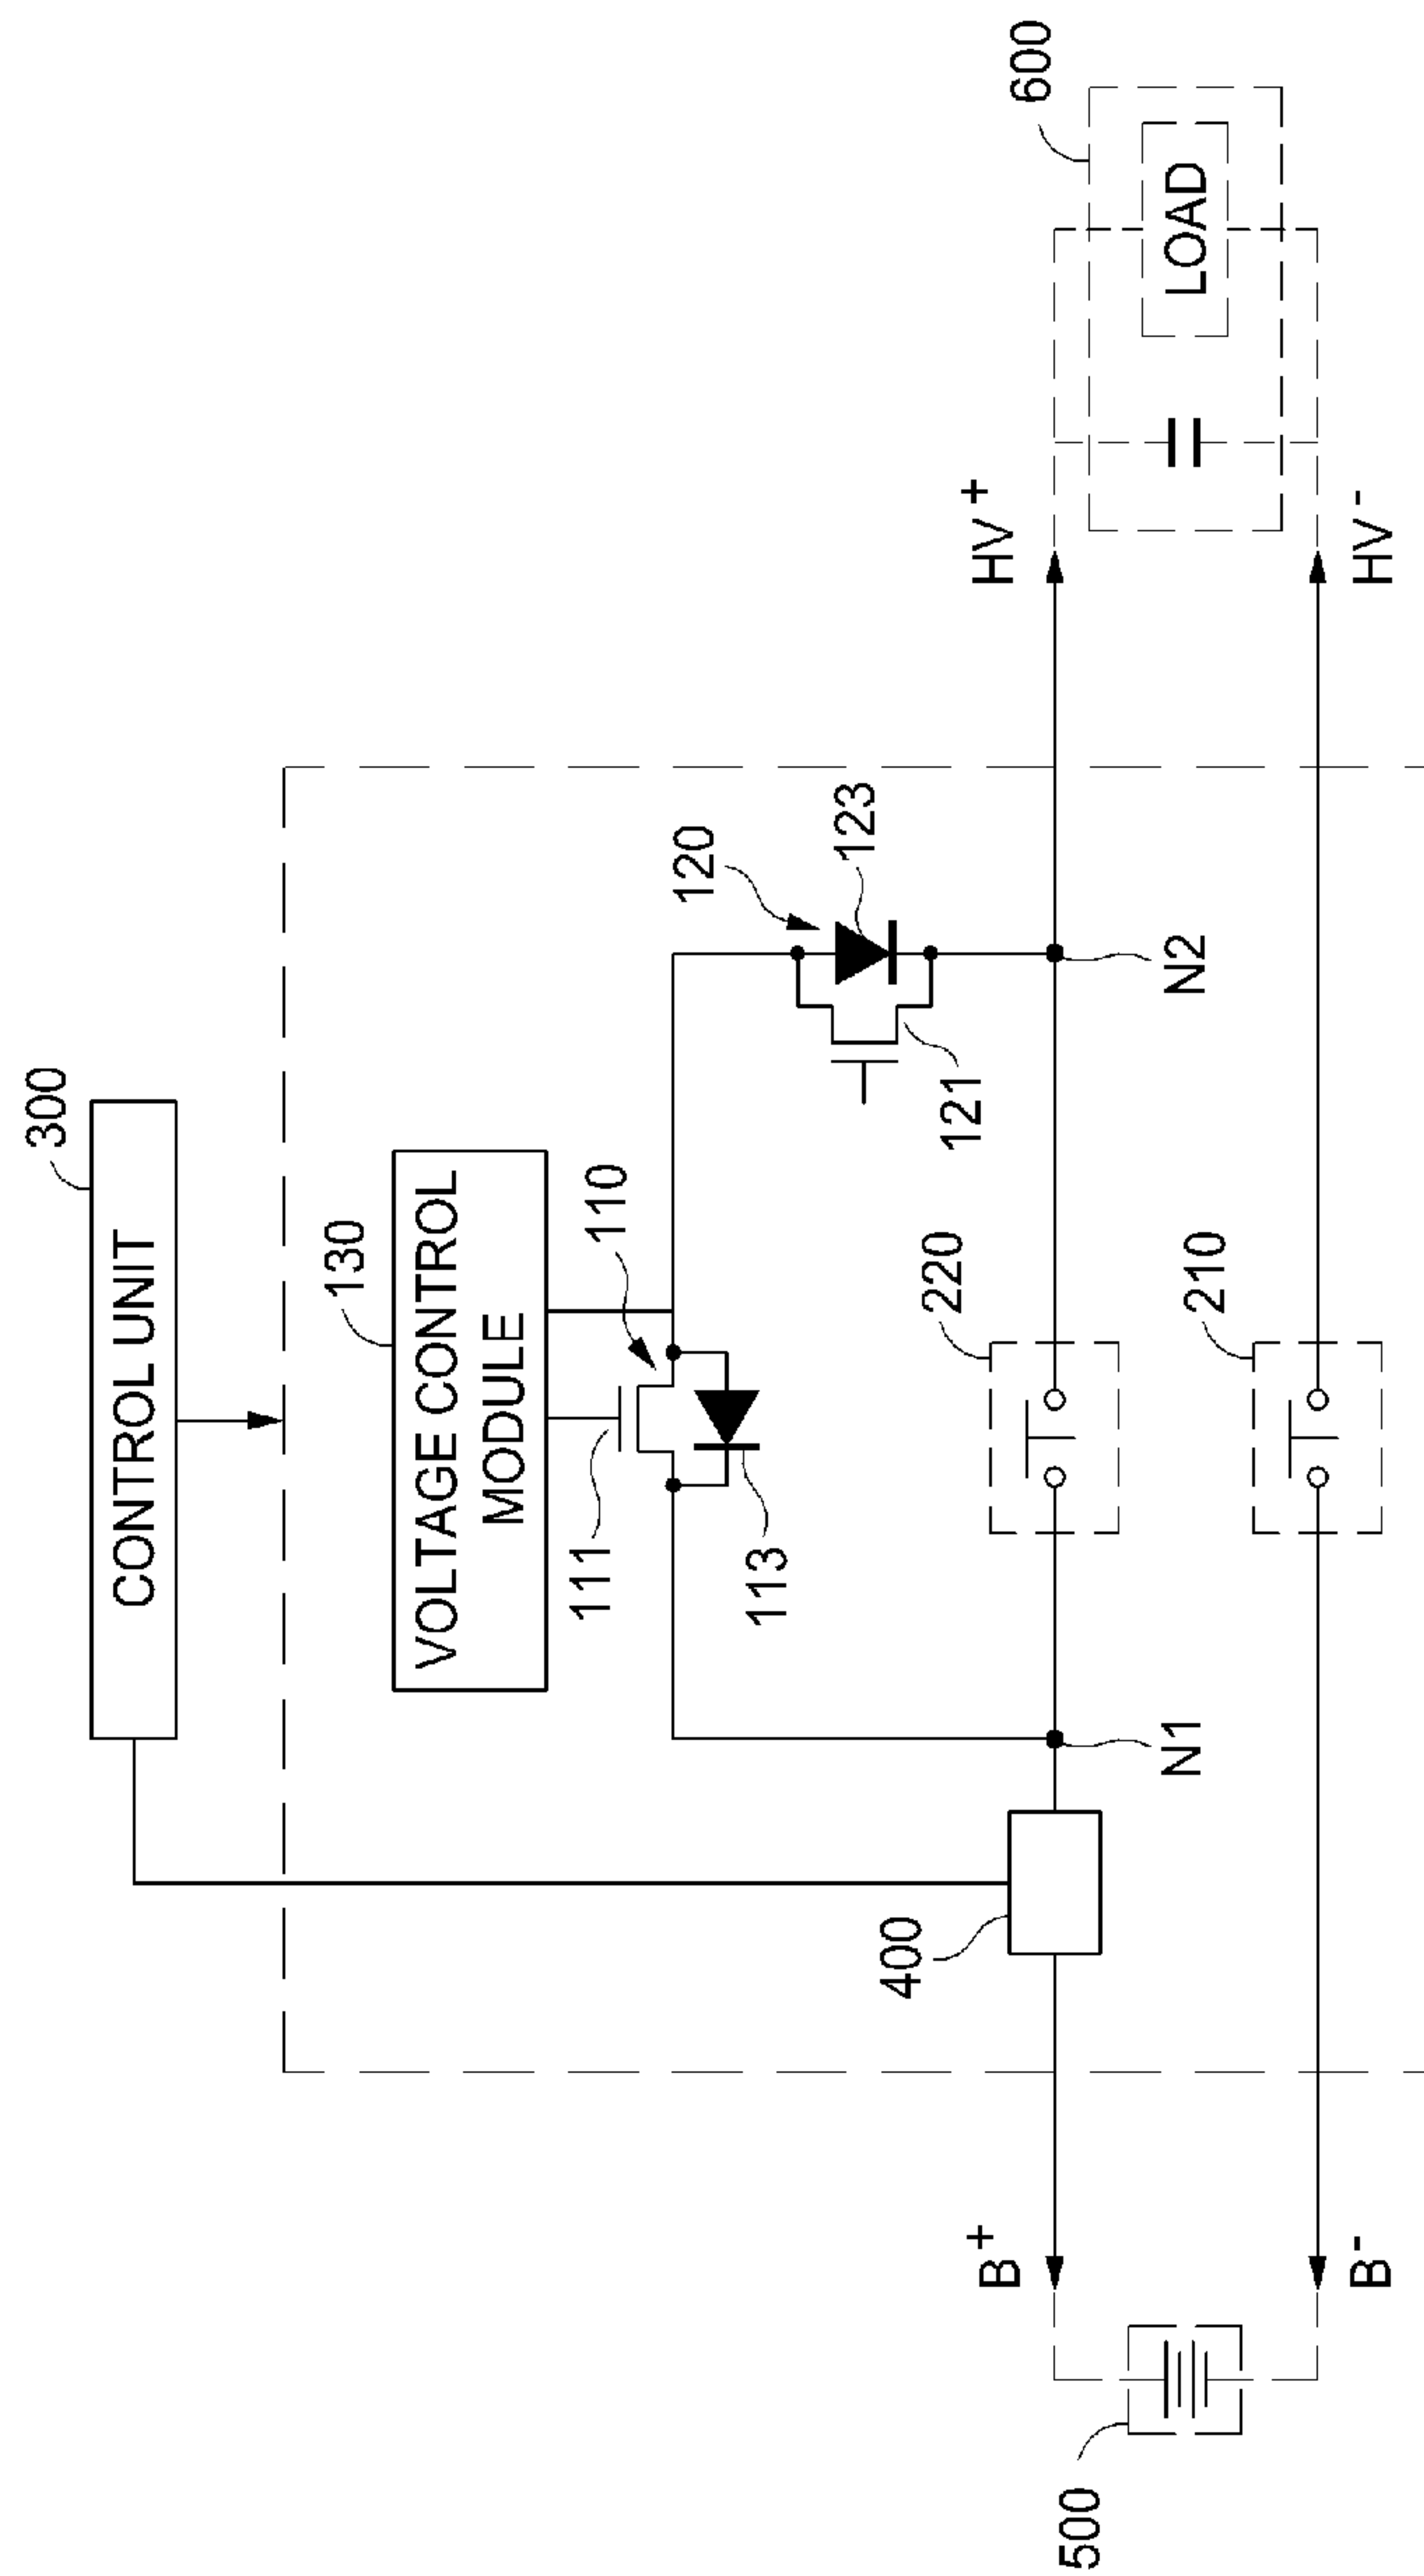 300
CONTROL UNIT
130
VOLTAGE CONTROL
MODULE
110
111
113
120
123
121
400
N1
220
N2
210
B+
HV+
B-
HV-
500
600
LOAD